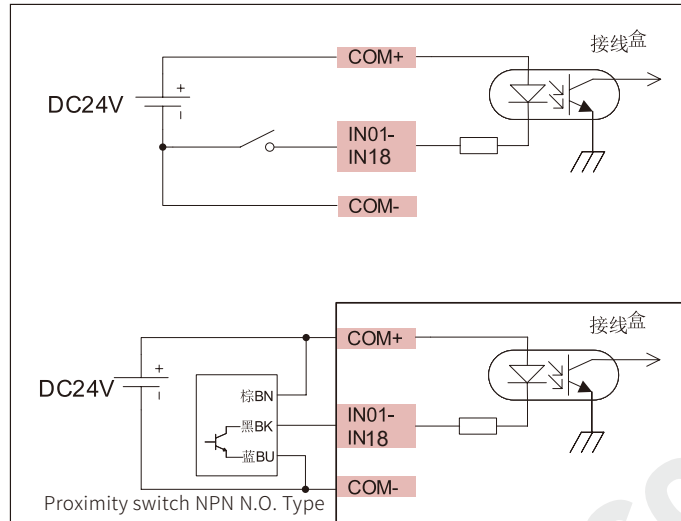 接线盒
COM+
DC24V
+
−
IN01-
IN18
COM-
接线盒
COM+
DC24V
+
−
棕BN
黑BK
蓝BU
IN01-
IN18
COM-
Proximity switch NPN N.O. Type